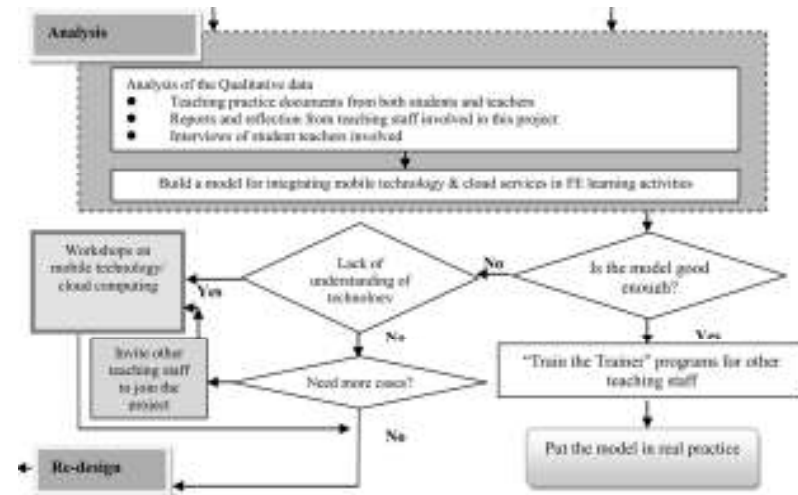 Analysis
Analysis of the Qualitative data
● Teaching practice documents from both students and teachers
● Reports and reflection from teaching staff involved in this project
● Interviews of student teachers involved
Build a model for integrating mobile technology & cloud services in FE learning activities
Workshops on
mobile technology/
cloud computing
Yes
Lack of
understanding of
technology
No
Is the model good
enough?
No
Yes
Invite other
teaching staff
to join the
project
Need more cases?
"Train the Trainer" programs for other
teaching staff
No
Put the model in real practice
Re-design